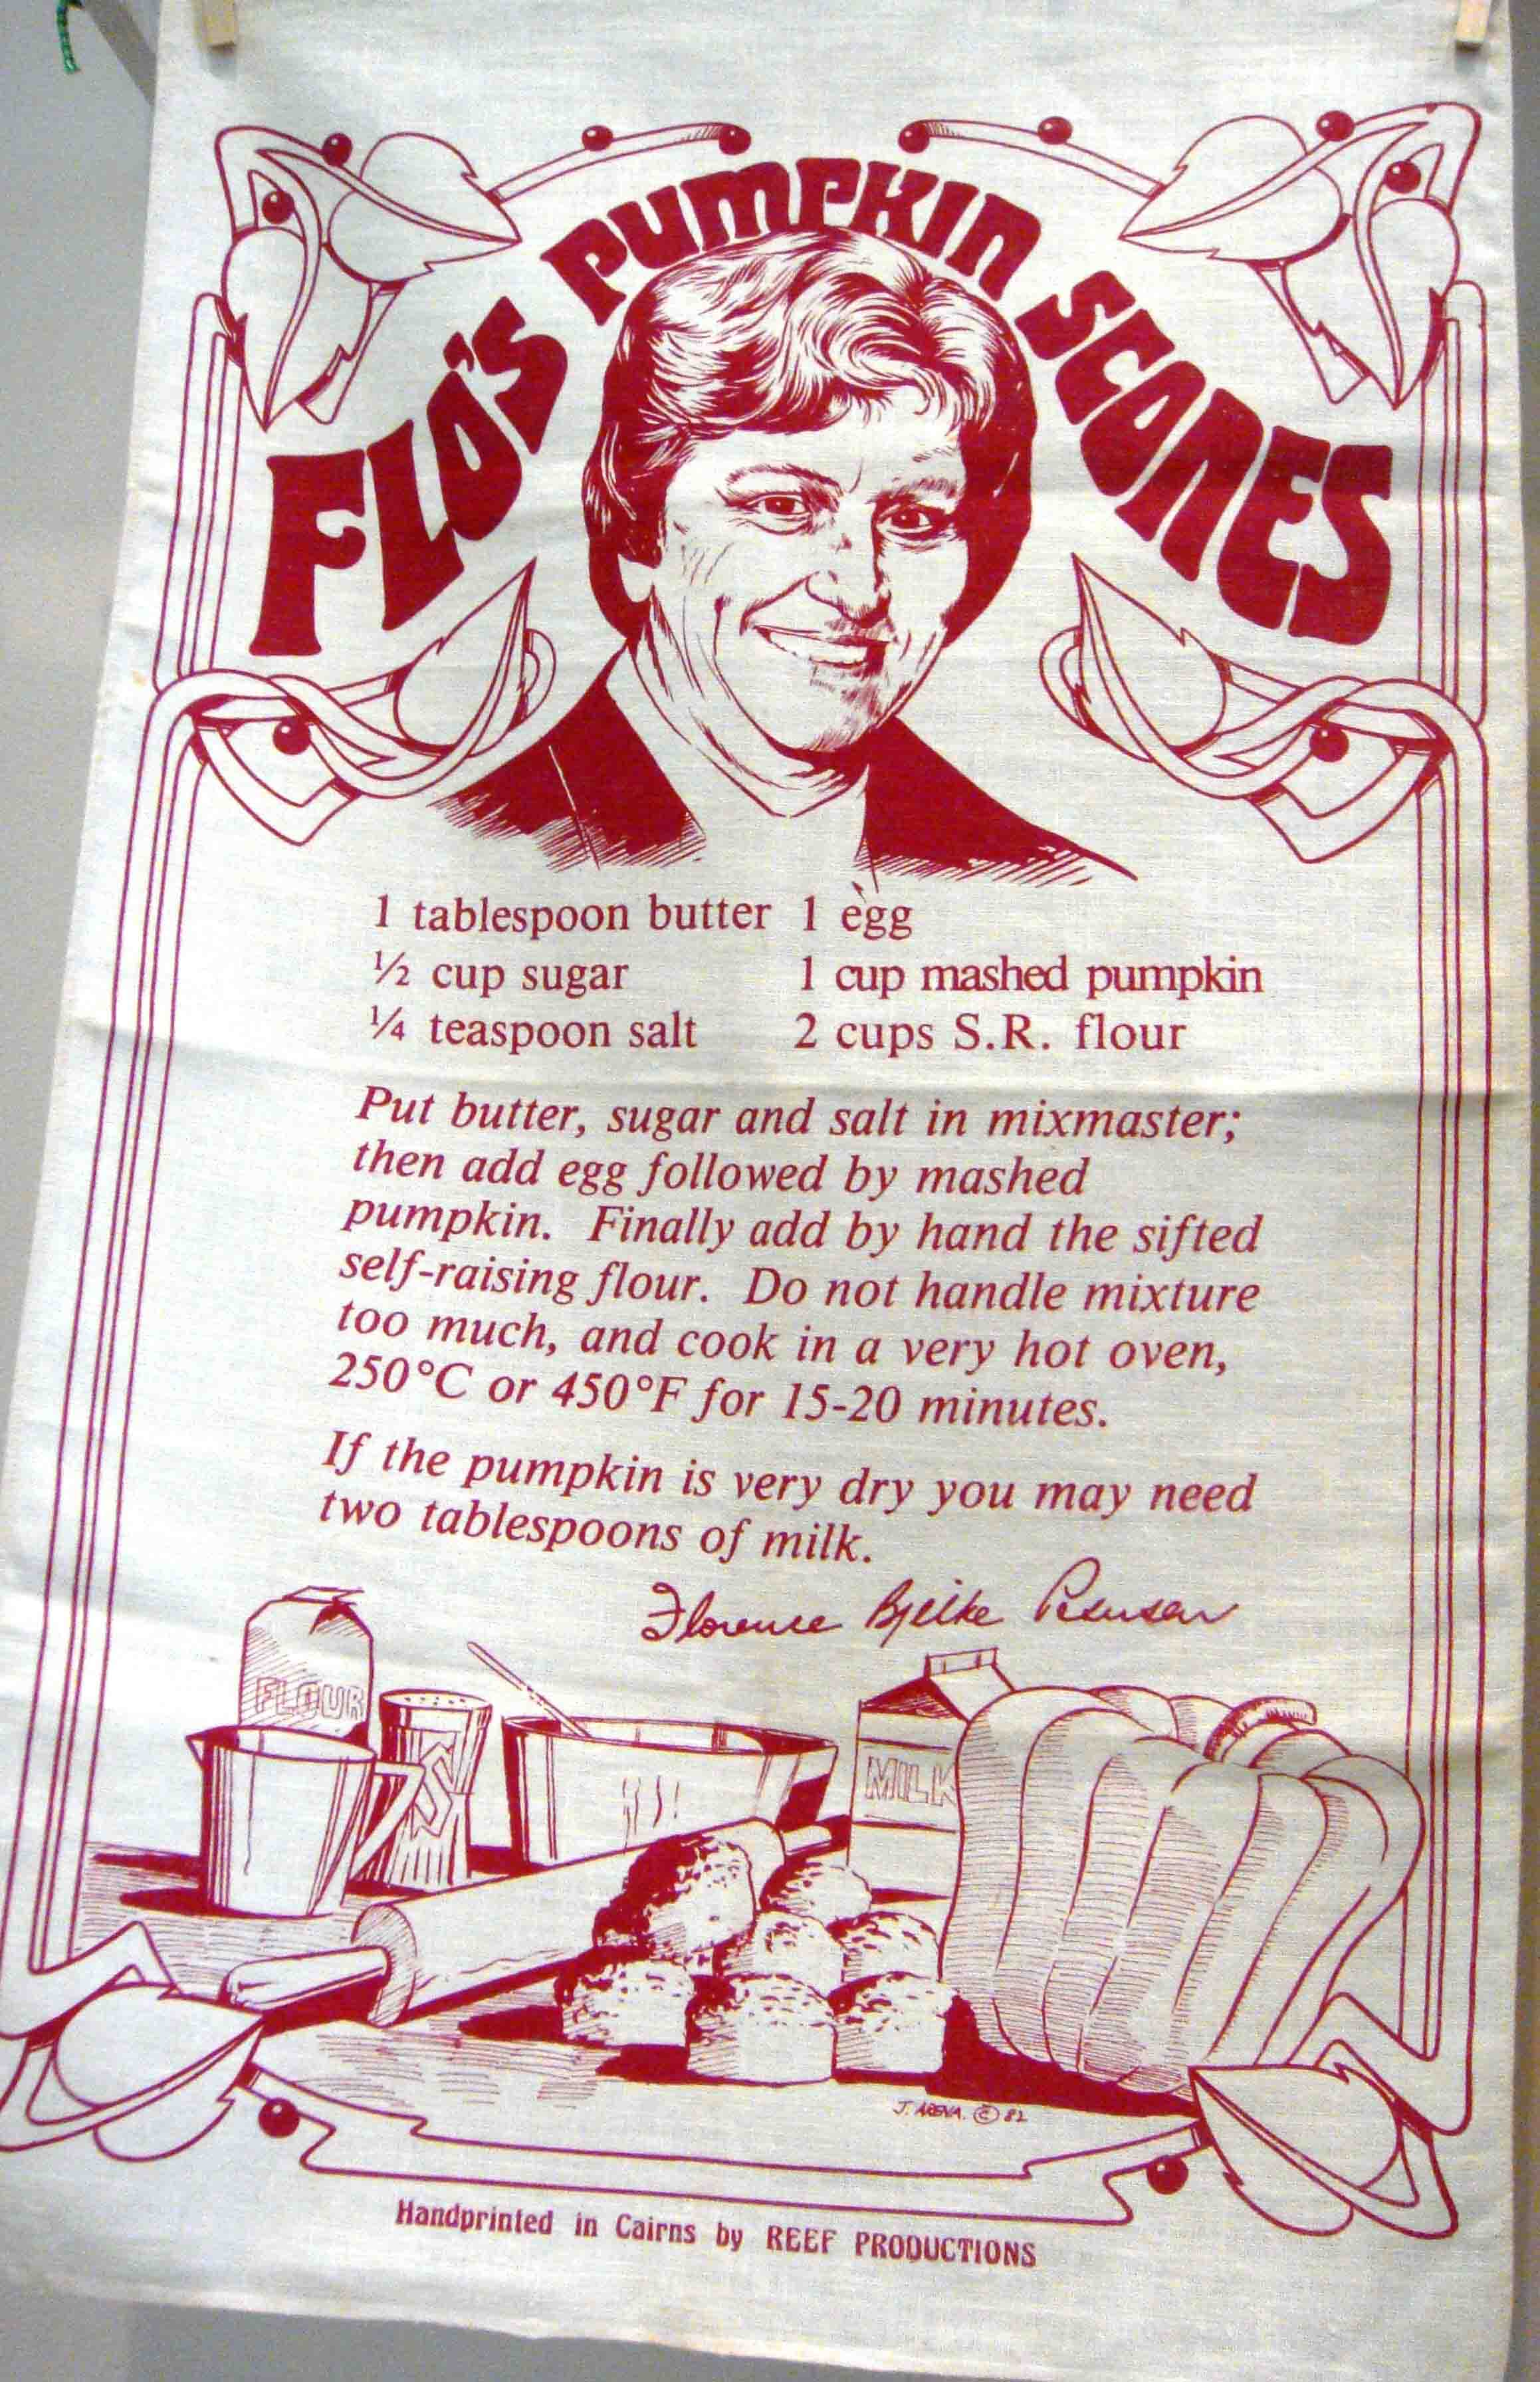 FLO'S PUMPKIN SCONES
1 tablespoon butter 1 egg
½ cup sugar 1 cup mashed pumpkin
¼ teaspoon salt 2 cups S.R. flour
Put butter, sugar and salt in mixmaster;
then add egg followed by mashed
pumpkin. Finally add by hand the sifted
self-raising flour. Do not handle mixture
too much, and cook in a very hot oven,
250°C or 450°F for 15-20 minutes.
If the pumpkin is very dry you may need
two tablespoons of milk.
Florence Bjelke Petersen
FLOUR
S
MILK
J. ARENA. © 82
Handprinted in Cairns by REEF PRODUCTIONS